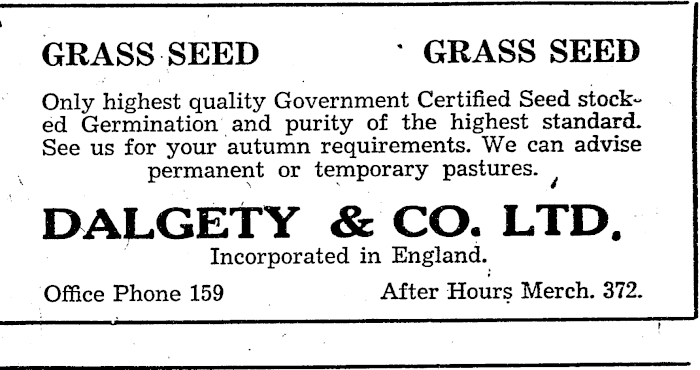 GRASS SEED GRASS SEED
Only highest quality Government Certified Seed stock-
ed Germination and purity of the highest standard.
See us for your autumn requirements. We can advise
permanent or temporary pastures.
DALGETY & CO. LTD.
Incorporated in England.
Office Phone 159 After Hours Merch. 372.